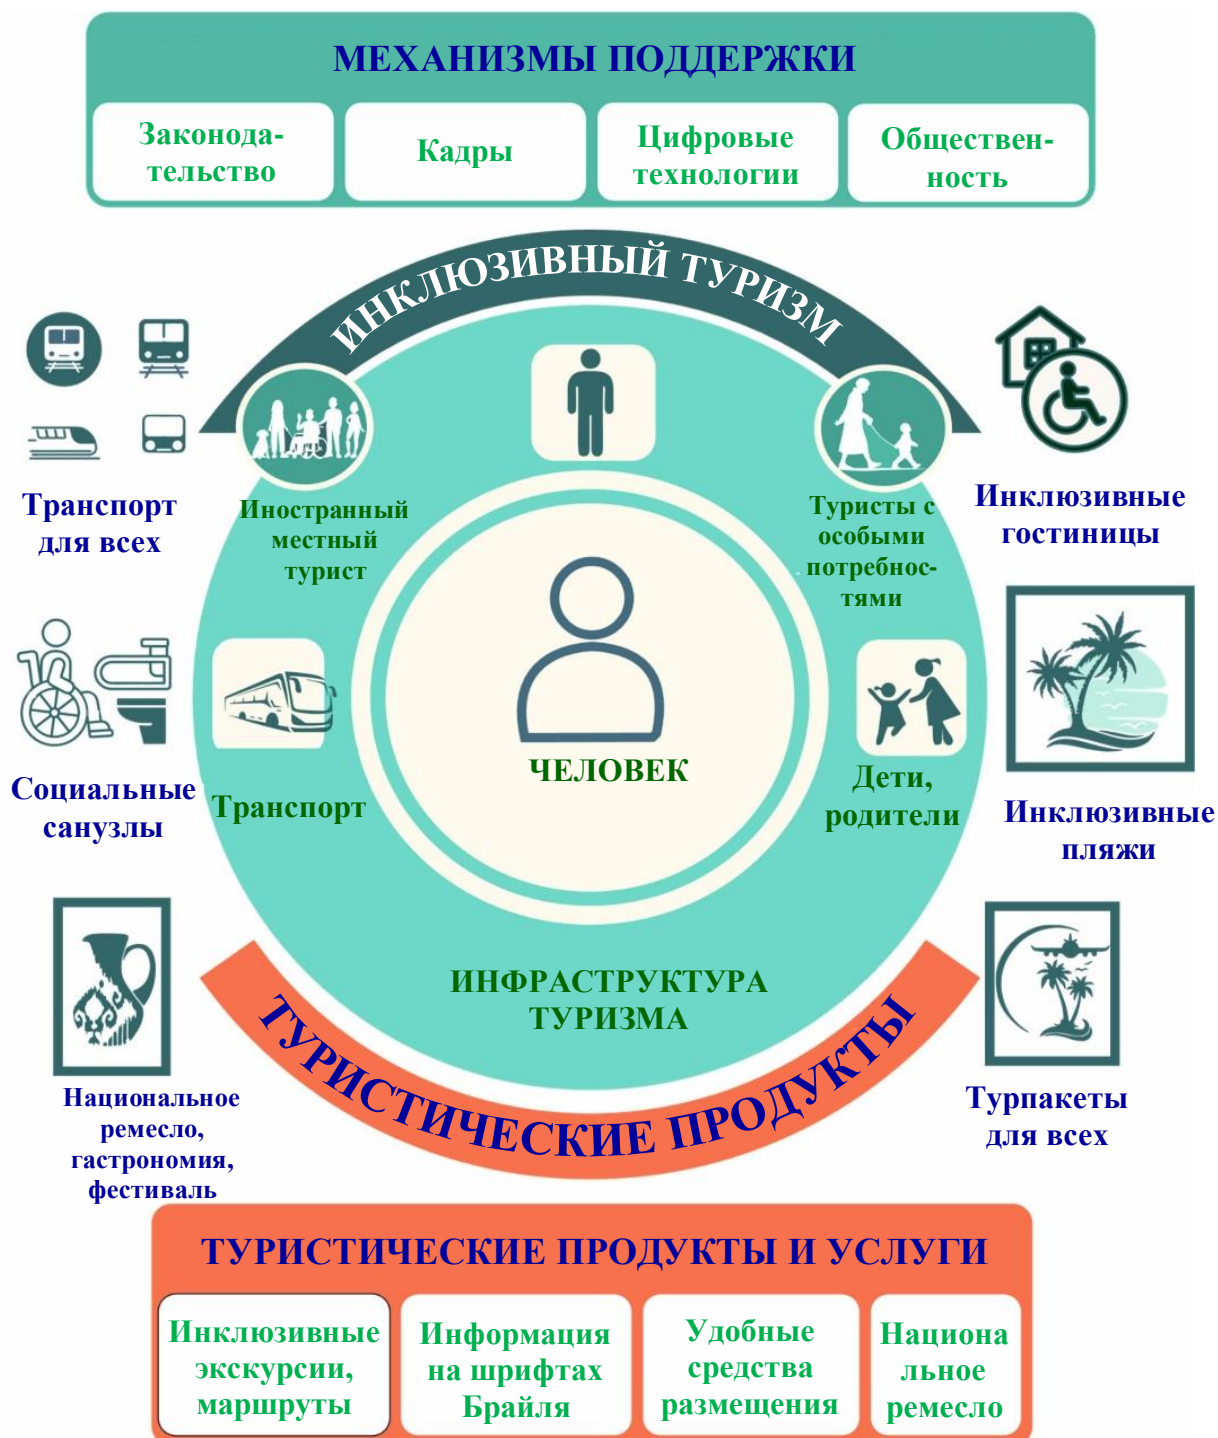 МЕХАНИЗМЫ ПОДДЕРЖКИ
Законода-
тельство
Кадры
Цифровые
технологии
Обществен-
ность
ИНКЛЮЗИВНЫЙ ТУРИЗМ
Транспорт
для всех
Иностранный
местный
турист
Туристы с
особыми
потребнос-
тями
Инклюзивные
гостиницы
Социальные
санузлы
Транспорт
ЧЕЛОВЕК
Дети,
родители
Инклюзивные
пляжи
ИНФРАСТРУКТУРА
ТУРИЗМА
ТУРИСТИЧЕСКИЕ ПРОДУКТЫ
Национальное
ремесло,
гастрономия,
фестиваль
Турпакеты
для всех
ТУРИСТИЧЕСКИЕ ПРОДУКТЫ И УСЛУГИ
Инклюзивные
экскурсии,
маршруты
Информация
на шрифтах
Брайля
Удобные
средства
размещения
Национа
льное
ремесло